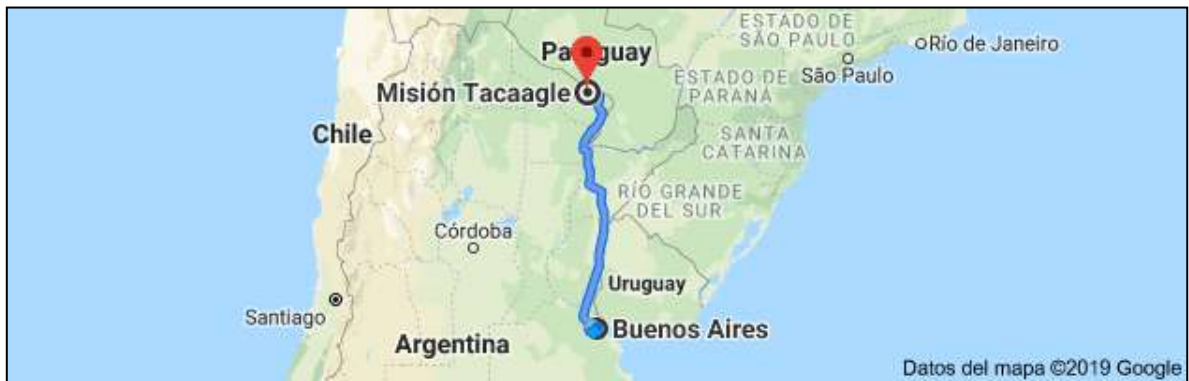 ESTADO DE
SÃO PAULO
Río de Janeiro
São Paulo
Paraguay
Misión Tacaagle
ESTADO DE
PARANÁ
Chile
SANTA
CATARINA
RÍO GRANDE
DEL SUR
Córdoba
Uruguay
Santiago
Buenos Aires
Argentina
Datos del mapa ©2019 Google